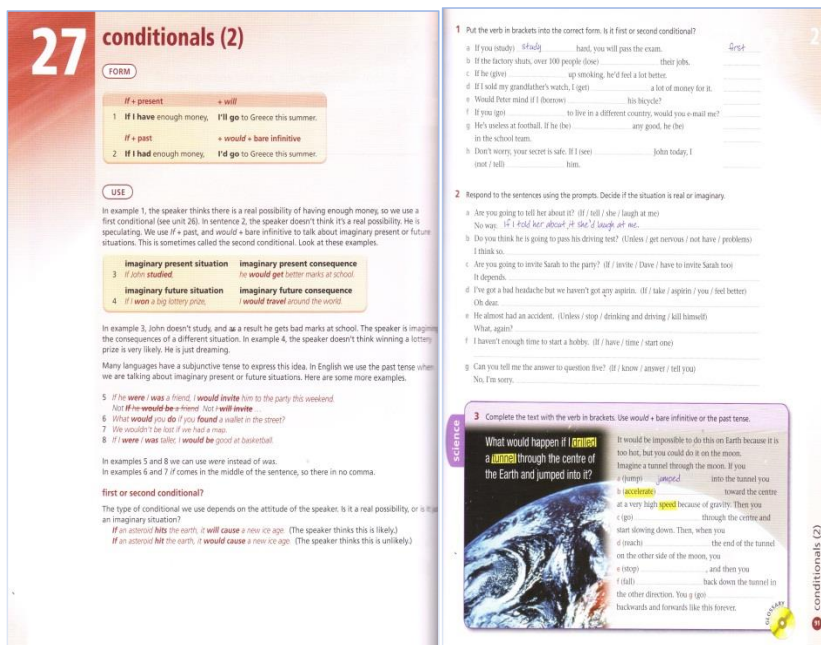 27
conditionals (2)
FORM
If + present + will
1 If I have enough money, I'll go to Greece this summer.
If + past + would + bare infinitive
2 If I had enough money, I'd go to Greece this summer.
USE
In example 1, the speaker thinks there is a real possibility of having enough money, so we use a
first conditional (see unit 26). In sentence 2, the speaker doesn't think it's a real possibility. He is
speculating. We use If + past, and would + bare infinitive to talk about imaginary present or future
situations. This is sometimes called the second conditional. Look at these examples.
imaginary present situation imaginary present consequence
3 If John studied, he would get better marks at school.
imaginary future situation imaginary future consequence
4 If I won a big lottery prize, I would travel around the world.
In example 3, John doesn't study, and as a result he gets bad marks at school. The speaker is imagining
the consequences of a different situation. In example 4, the speaker doesn't think winning a lottery
prize is very likely. He is just dreaming.
Many languages have a subjunctive tense to express this idea. In English we use the past tense when
we are talking about imaginary present or future situations. Here are some more examples.
5 If he were / was a friend, I would invite him to the party this weekend.
Not If he would be a friend Not I will invite ...
6 What would you do if you found a wallet in the street?
7 We wouldn't be lost if we had a map.
8 If I were / was taller, I would be good at basketball.
In examples 5 and 8 we can use were instead of was.
In examples 6 and 7 if comes in the middle of the sentence, so there in no comma.
first or second conditional?
The type of conditional we use depends on the attitude of the speaker. Is it a real possibility, or is it
an imaginary situation?
If an asteroid hits the earth, it will cause a new ice age. (The speaker thinks this is likely.)
If an asteroid hit the earth, it would cause a new ice age. (The speaker thinks this is unlikely.)
2
1 Put the verb in brackets into the correct form. Is it first or second conditional?
a If you (study) study hard, you will pass the exam. first
b If the factory shuts, over 100 people (lose) their jobs.
c If he (give) up smoking, he'd feel a lot better.
d If I sold my grandfather's watch, I (get) a lot of money for it.
e Would Peter mind if I (borrow) his bicycle?
f If you (go) to live in a different country, would you e-mail me?
g He's useless at football. If he (be) any good, he (be)
in the school team.
h Don't worry, your secret is safe. If I (see) John today, I
(not / tell) him.
2 Respond to the sentences using the prompts. Decide if the situation is real or imaginary.
a Are you going to tell her about it? (If / tell / she / laugh at me)
No way. If I told her about it, she'd laugh at me.
b Do you think he is going to pass his driving test? (Unless / get nervous / not have / problems)
I think so.
c Are you going to invite Sarah to the party? (If / invite / Dave / have to invite Sarah too)
It depends.
d I've got a bad headache but we haven't got any aspirin. (If / take / aspirin / you / feel better)
Oh dear.
e He almost had an accident. (Unless / stop / drinking and driving / kill himself)
What, again?
f I haven't enough time to start a hobby. (If / have / time / start one)
g Can you tell me the answer to question five? (If / know / answer / tell you)
No, I'm sorry.
science
3 Complete the text with the verb in brackets. Use would + bare infinitive or the past tense.
What would happen if I drilled
a tunnel through the centre of
the Earth and jumped into it?
It would be impossible to do this on Earth because it is
too hot, but you could do it on the moon.
Imagine a tunnel through the moon. If you
a (jump) jumped into the tunnel you
b (accelerate) toward the centre
at a very high speed because of gravity. Then you
c (go) through the centre and
start slowing down. Then, when you
d (reach) the end of the tunnel
on the other side of the moon, you
e (stop) , and then you
f (fall) back down the tunnel in
the other direction. You g (go)
backwards and forwards like this forever.
GLOSSARY
conditionals (2)
91